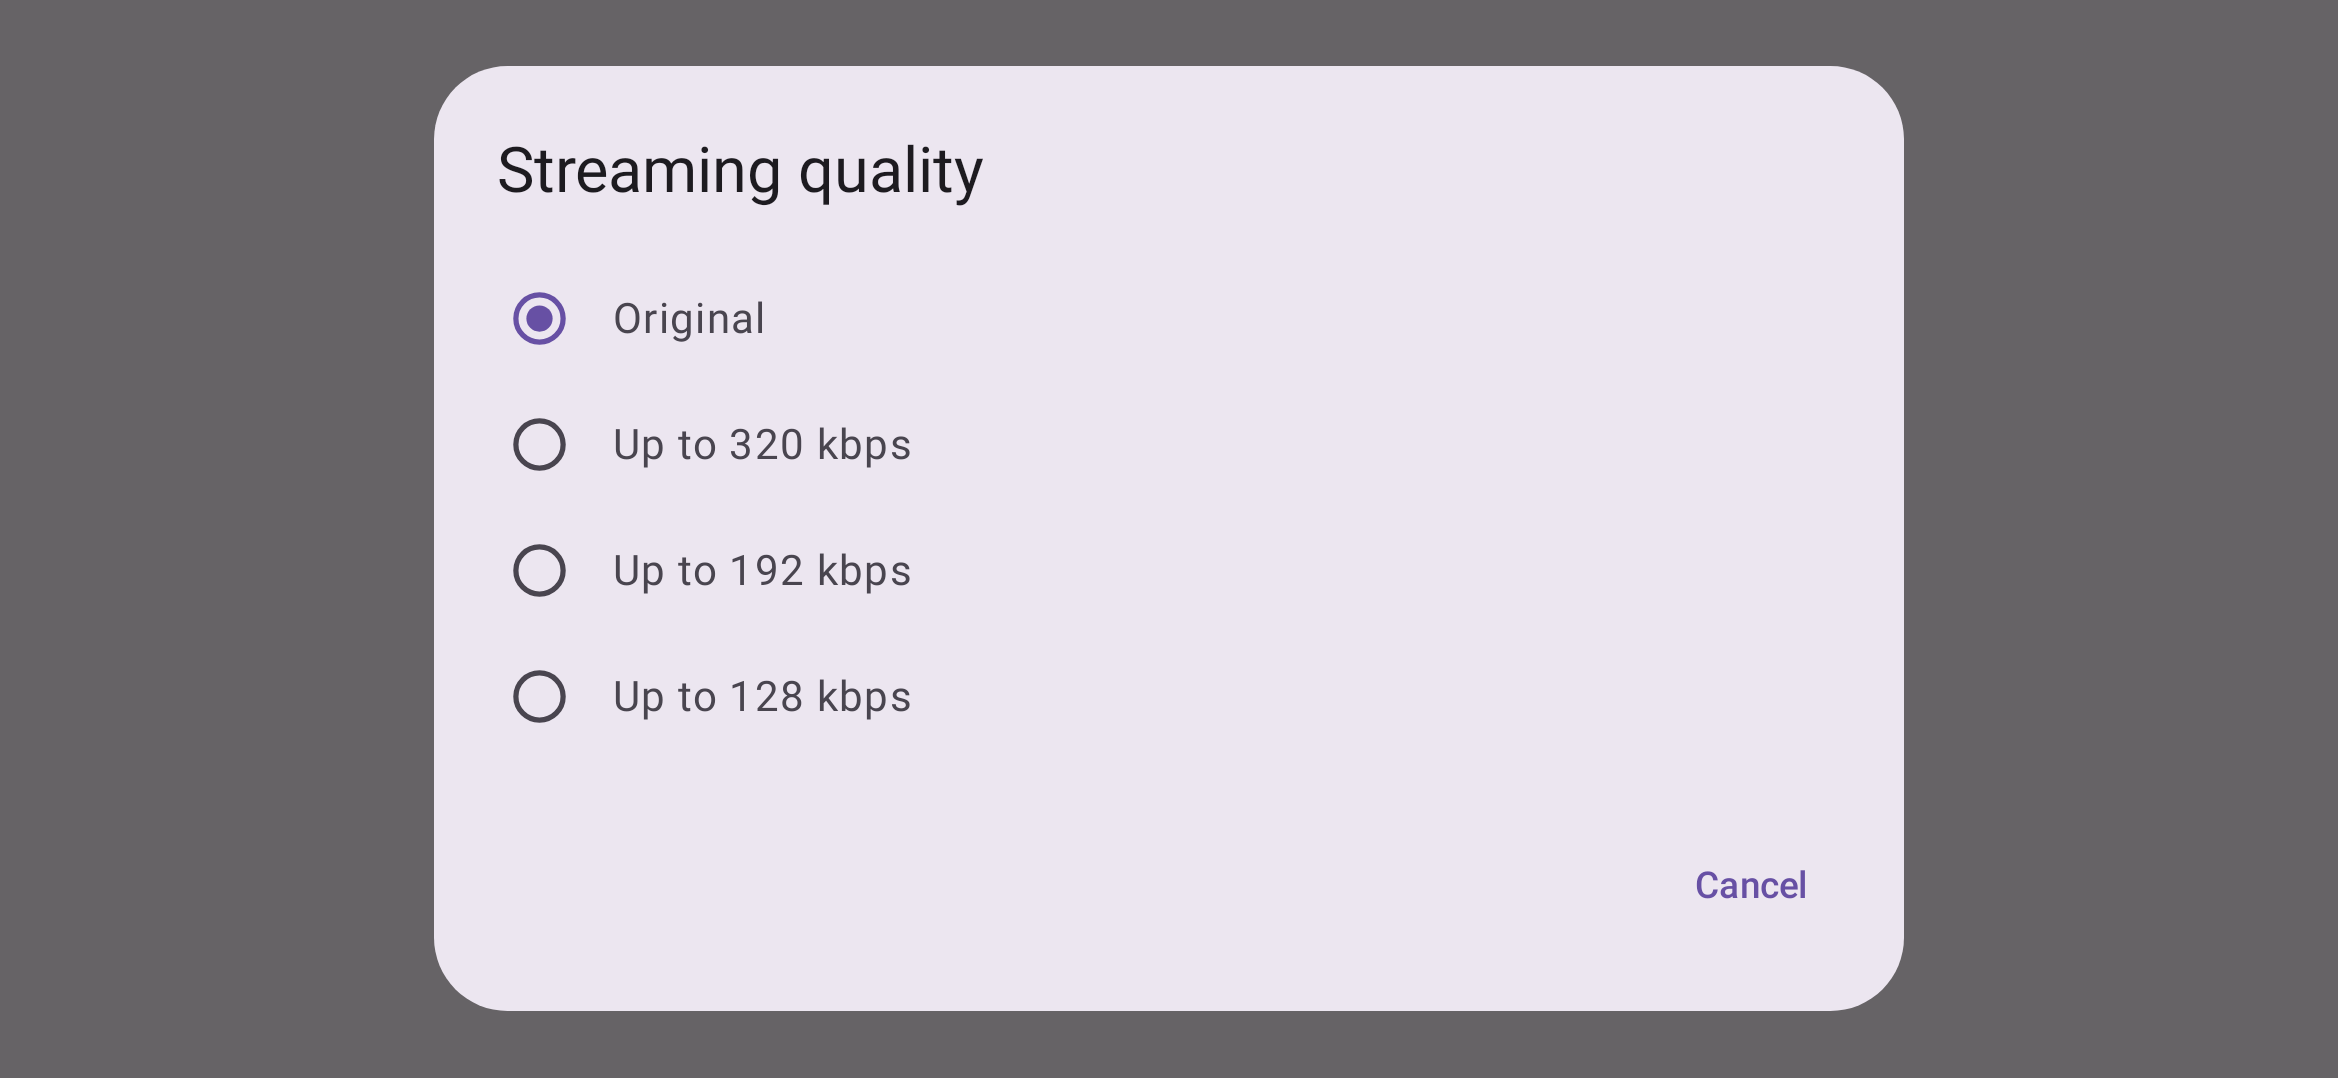 Streaming quality
Original
Up to 320 kbps
Up to 192 kbps
Up to 128 kbps
Cancel